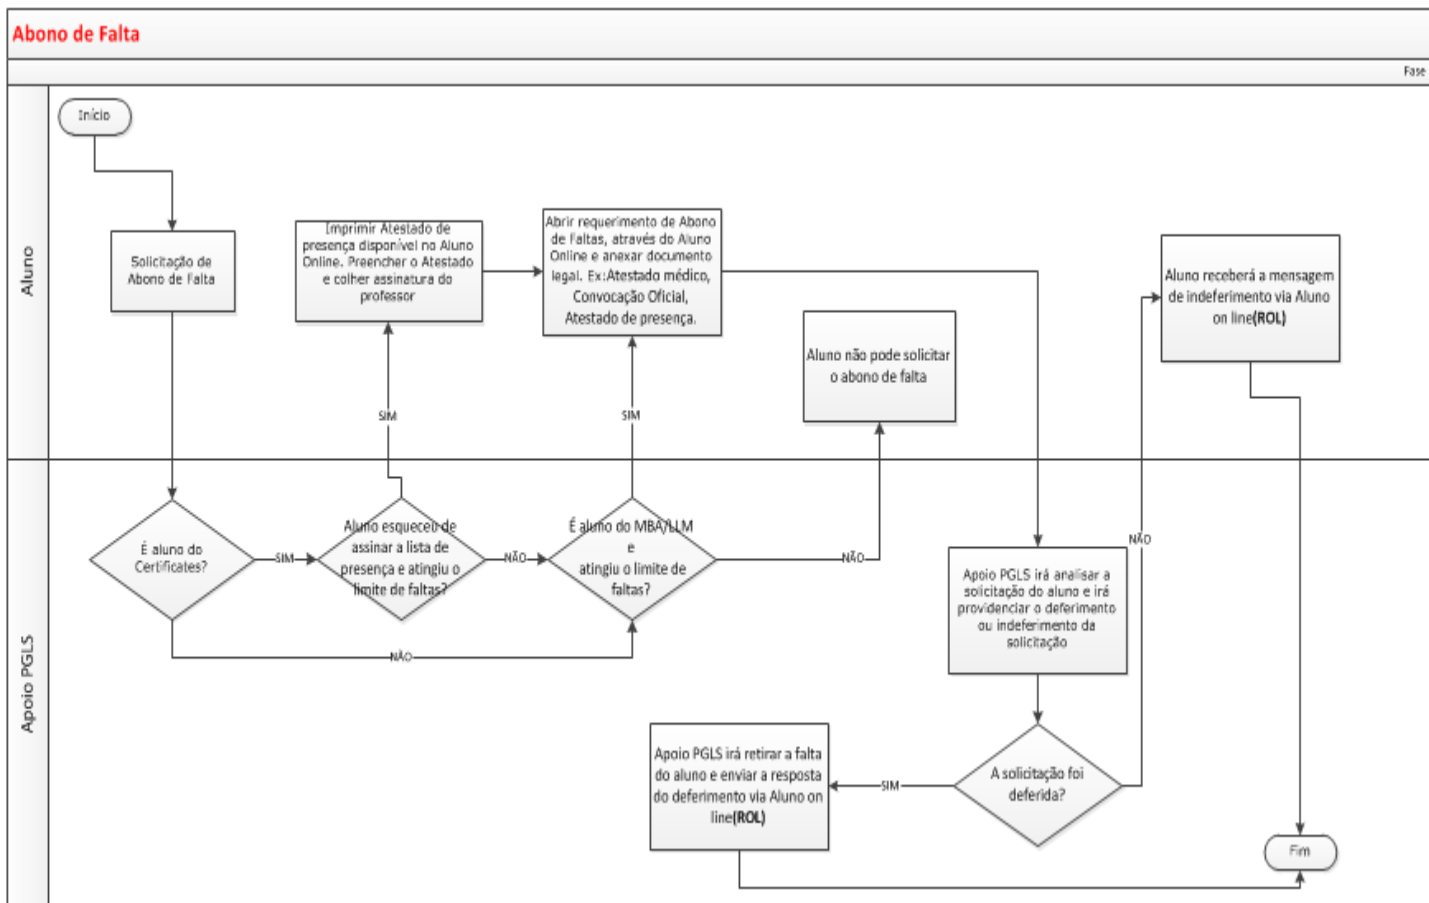 Abono de Falta
Fase
Aluno
Início
Solicitação de
Abono de Falta
Imprimir Atestado de
presença disponível no Aluno
Online. Preencher o Atestado
e colher assinatura do
professor
Abrir requerimento de Abono
de Faltas, através do Aluno
Online e anexar documento
legal. Ex:Atestado médico,
Convocação Oficial,
Atestado de presença.
Aluno não pode solicitar
o abono de falta
Aluno receberá a mensagem
de indeferimento via Aluno
on line(ROL)
SIM
SIM
Apoio PGLS
É aluno do
Certificates?
SIM
Aluno esqueceu de
assinar a lista de
presença e atingiu o
limite de faltas?
NÃO
É aluno do MBA/LLM
e
atingiu o limite de
faltas?
NÃO
NÃO
NÃO
Apoio PGLS irá analisar a
solicitação do aluno e irá
providenciar o deferimento
ou indeferimento da
solicitação
A solicitação foi
deferida?
SIM
Apoio PGLS irá retirar a falta
do aluno e enviar a resposta
do deferimento via Aluno on
line(ROL)
Fim